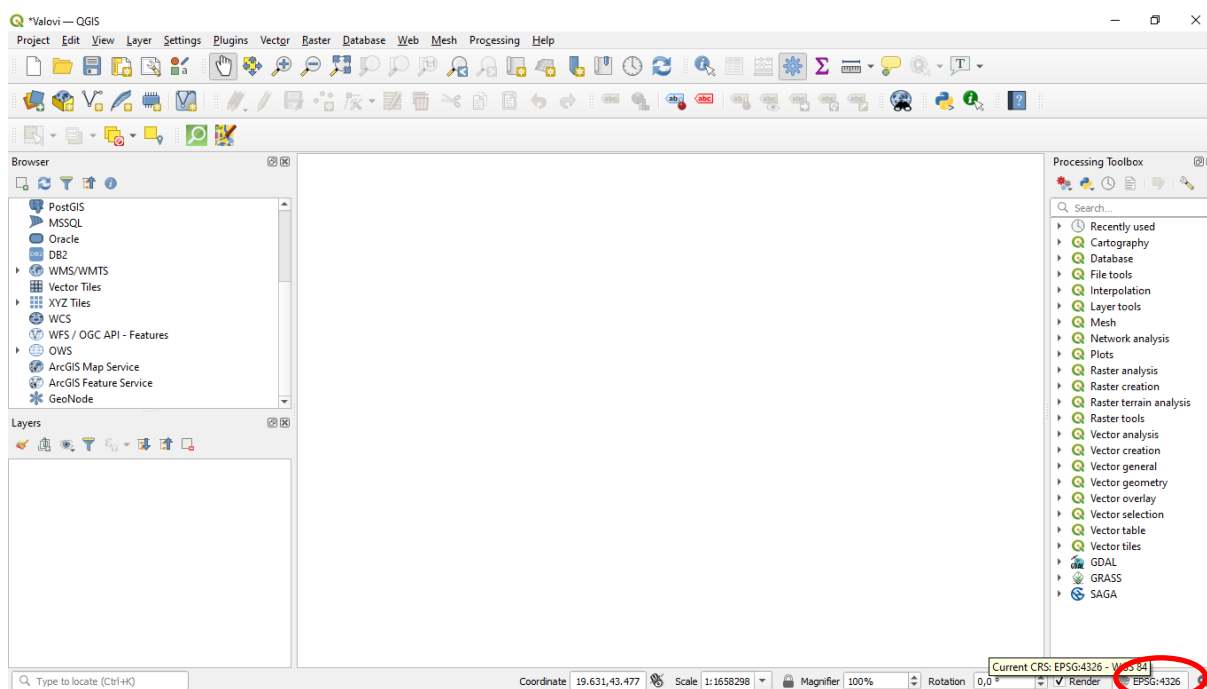 *Valovi — QGIS
Project Edit View Layer Settings Plugins Vector Raster Database Web Mesh Processing Help
Browser
PostGIS
MSSQL
Oracle
DB2
WMS/WMTS
Vector Tiles
XYZ Tiles
WCS
WFS / OGC API - Features
OWS
ArcGIS Map Service
ArcGIS Feature Service
GeoNode
Layers
Processing Toolbox
Search...
Recently used
Cartography
Database
File tools
Interpolation
Layer tools
Mesh
Network analysis
Plots
Raster analysis
Raster creation
Raster terrain analysis
Raster tools
Vector analysis
Vector creation
Vector general
Vector geometry
Vector overlay
Vector selection
Vector table
Vector tiles
GDAL
GRASS
SAGA
Current CRS: EPSG:4326 - WGS 84
Type to locate (Ctrl+K) Coordinate 19.631,43.477 Scale 1:1658298 Magnifier 100% Rotation 0,0 ° Render EPSG:4326